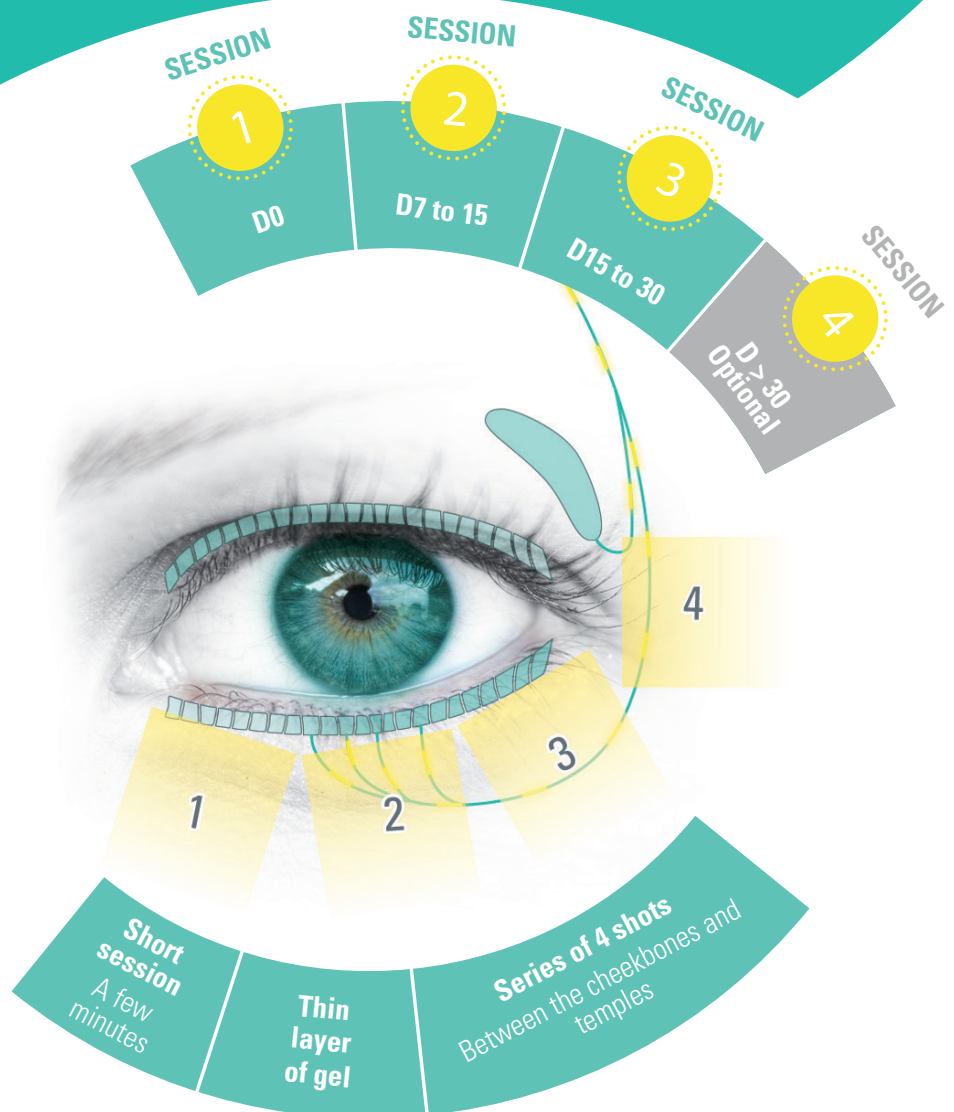 SESSION
1
D0
SESSION
2
D7 to 15
SESSION
3
D15 to 30
SESSION
4
D > 30
Optional
4
3
2
1
Short
session
A few
minutes
Thin
layer
of gel
Series of 4 shots
Between the cheekbones and
temples